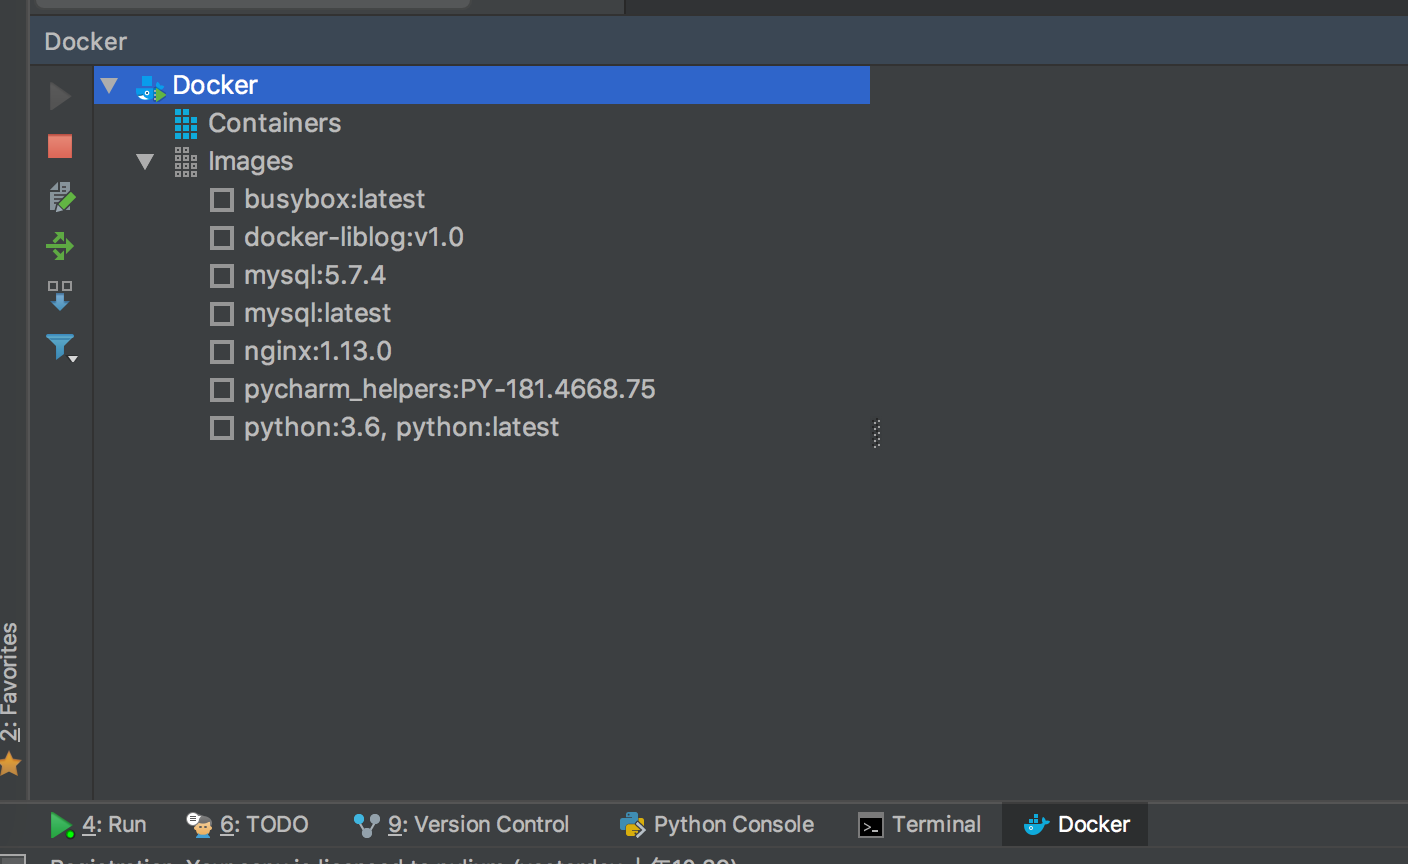 Docker
Docker
Containers
Images
busybox:latest
docker-liblog:v1.0
mysql:5.7.4
mysql:latest
nginx:1.13.0
pycharm_helpers:PY-181.4668.75
python:3.6, python:latest
2: Favorites
4: Run 6: TODO 9: Version Control Python Console Terminal Docker